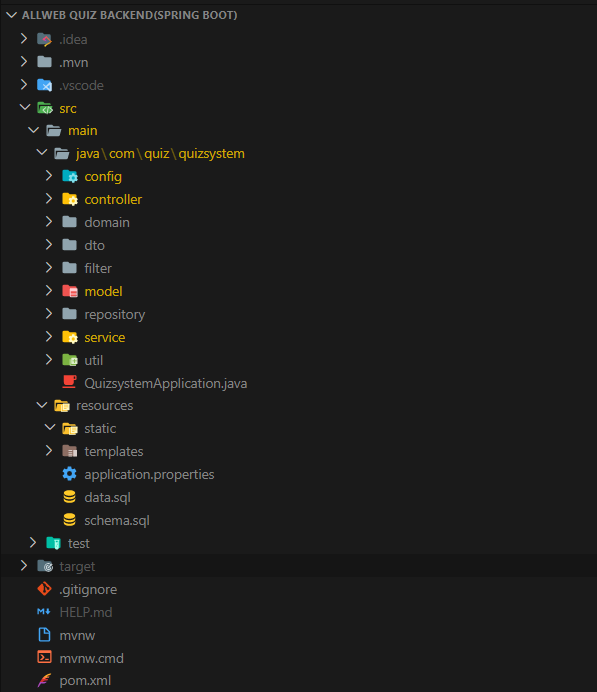 ALLWEB QUIZ BACKEND(SPRING BOOT)
.idea
.mvn
.vscode
src
main
java\com\quiz\quizsystem
config
controller
domain
dto
filter
model
repository
service
util
QuizsystemApplication.java
resources
static
templates
application.properties
data.sql
schema.sql
test
target
.gitignore
HELP.md
mvnw
mvnw.cmd
pom.xml